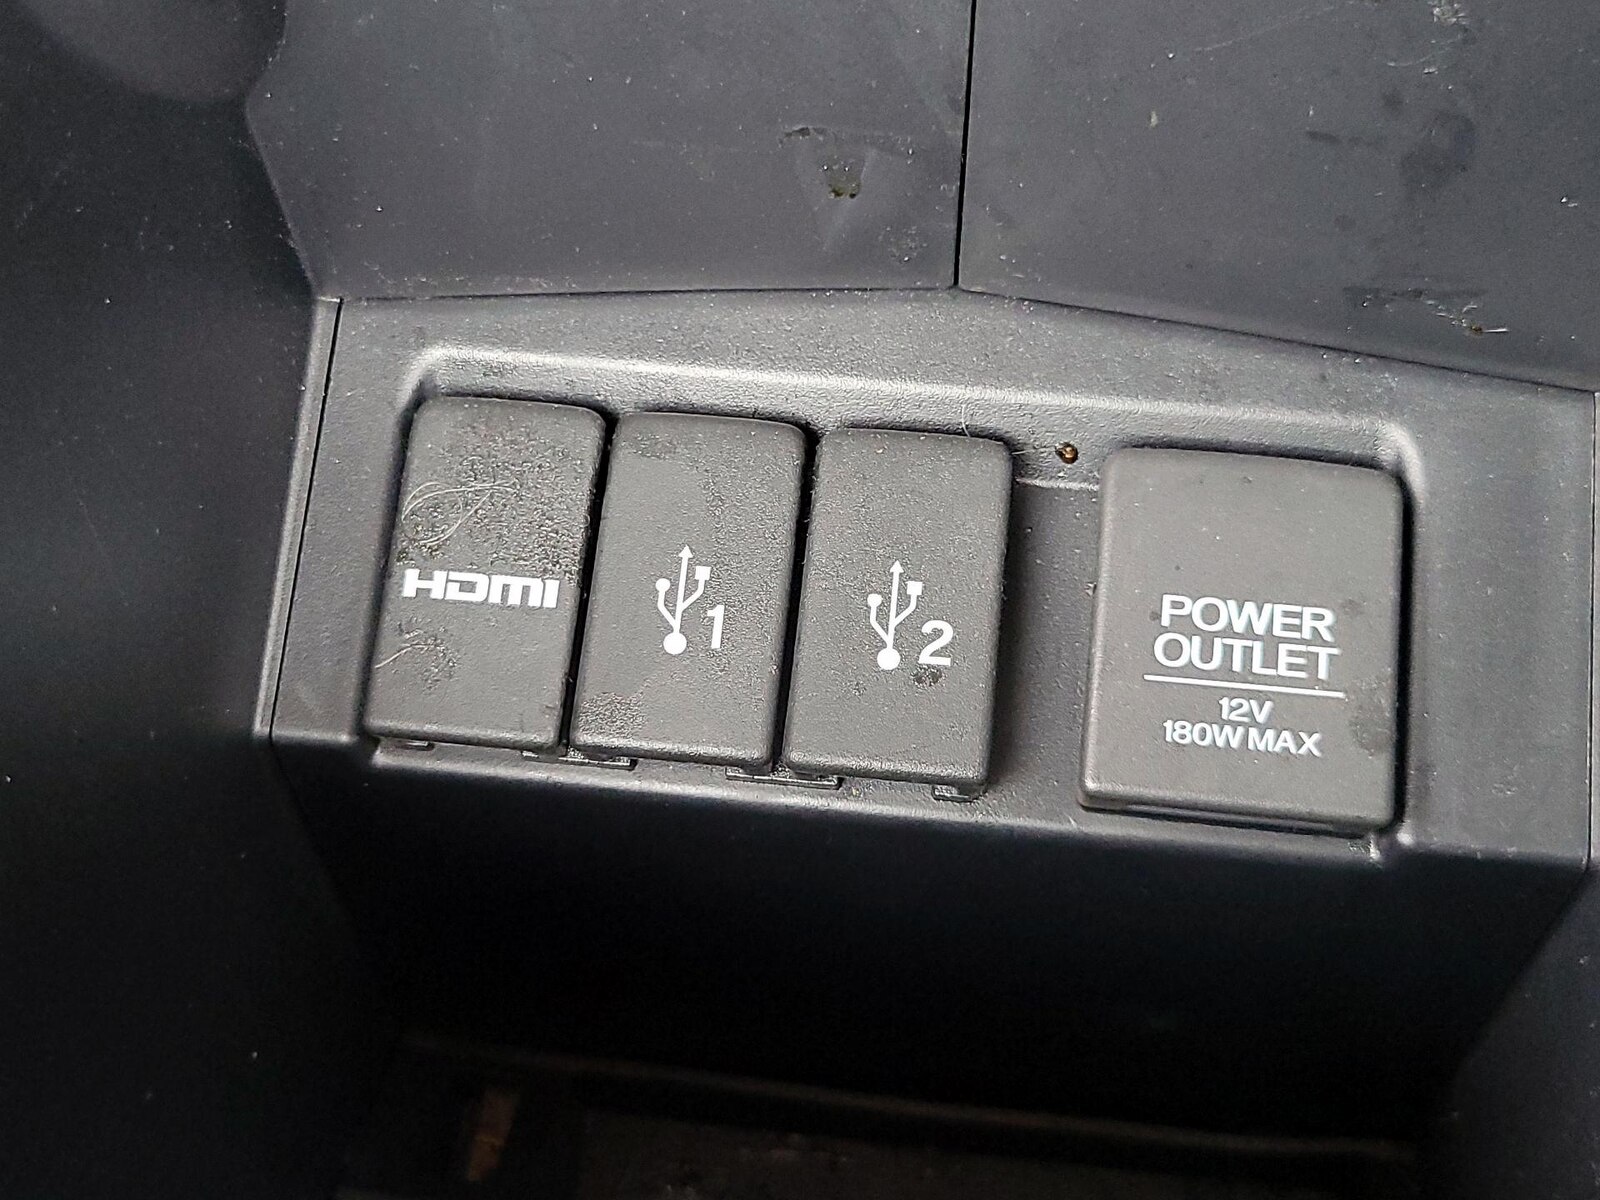 HDMI
1
2
POWER
OUTLET
12V
180W MAX